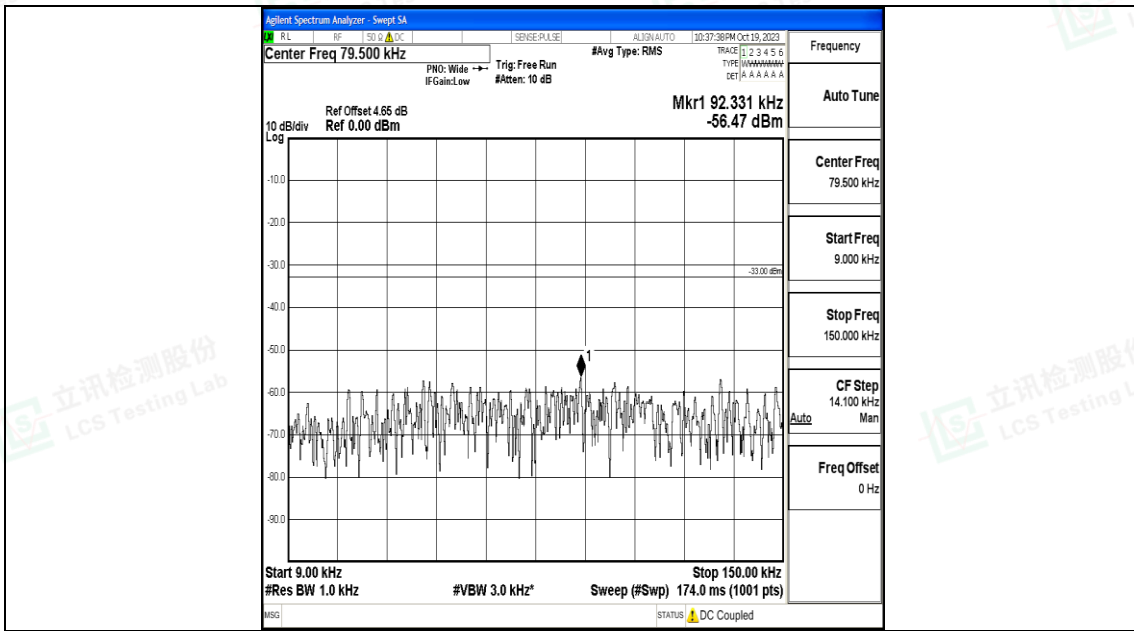 Agilent Spectrum Analyzer - Swept SA
RL RF 50 Ω DC SENSE:PULSE ALIGN AUTO 10:37:38 PM Oct 19, 2023
Center Freq 79.500 kHz
PNO: Wide
IFGain:Low
Trig: Free Run
#Atten: 10 dB
#Avg Type: RMS
TRACE 1 2 3 4 5 6
TYPE
DET A A A A A A
Ref Offset 4.65 dB
Ref 0.00 dBm
10 dB/div
Log
Mkr1 92.331 kHz
-56.47 dBm
-10.0
-20.0
-30.0
-33.00 dBm
-40.0
-50.0
1
-60.0
-70.0
-80.0
-90.0
Start 9.00 kHz
Stop 150.00 kHz
#Res BW 1.0 kHz
#VBW 3.0 kHz*
Sweep (#Swp) 174.0 ms (1001 pts)
MSG
STATUS
DC Coupled
Frequency
Auto Tune
Center Freq
79.500 kHz
Start Freq
9.000 kHz
Stop Freq
150.000 kHz
CF Step
14.100 kHz
Auto Man
Freq Offset
0 Hz
立讯检测股份
LCS Testing Lab
立讯检测股份
LCS Testing Lab